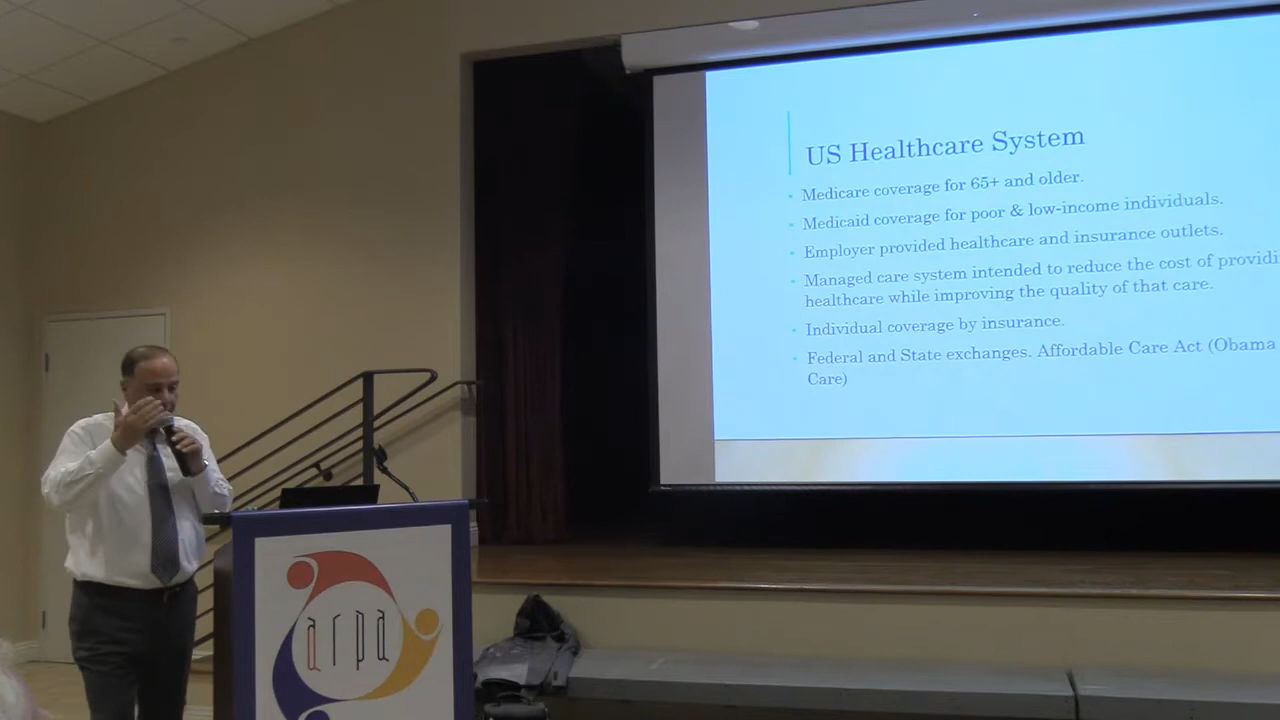 US Healthcare System
Medicare coverage for 65+ and older.
Medicaid coverage for poor & low-income individuals.
Employer provided healthcare and insurance outlets.
Managed care system intended to reduce the cost of providi
healthcare while improving the quality of that care.
Individual coverage by insurance.
Federal and State exchanges. Affordable Care Act (Obama
Care)
arpa